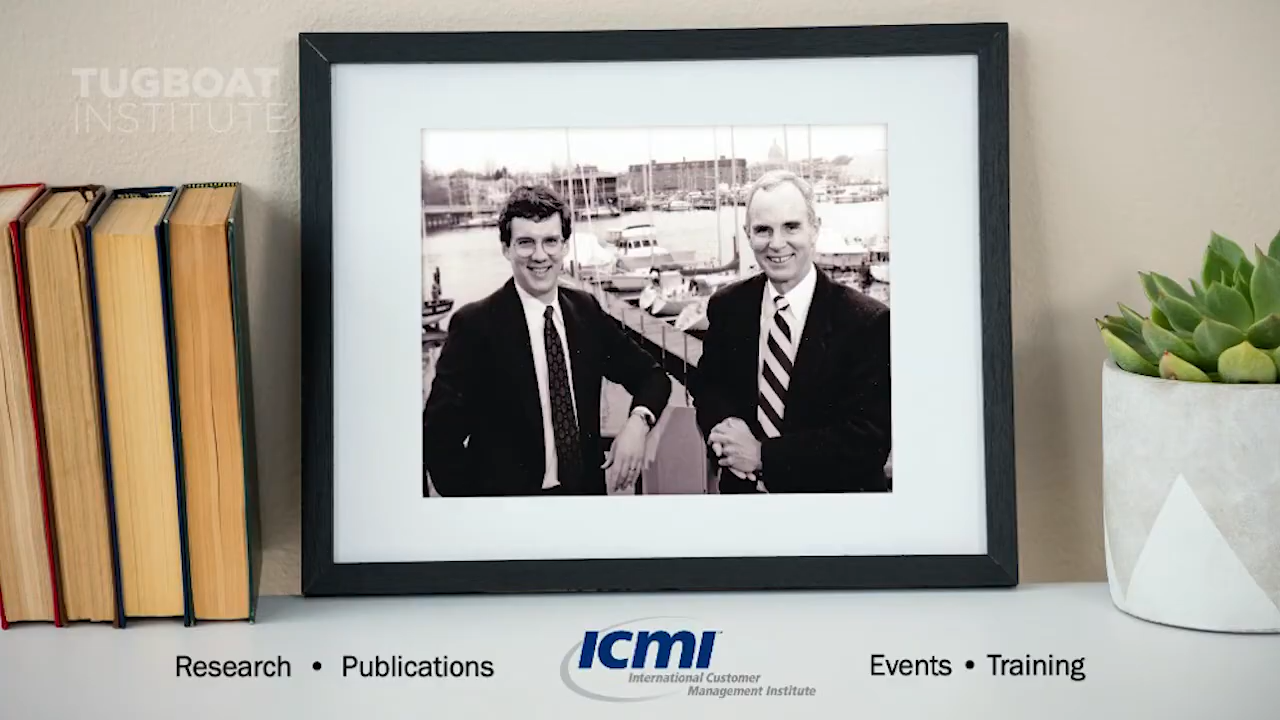 TUGBOAT
INSTITUTE
Research • Publications
ICMI
International Customer
Management Institute
Events • Training